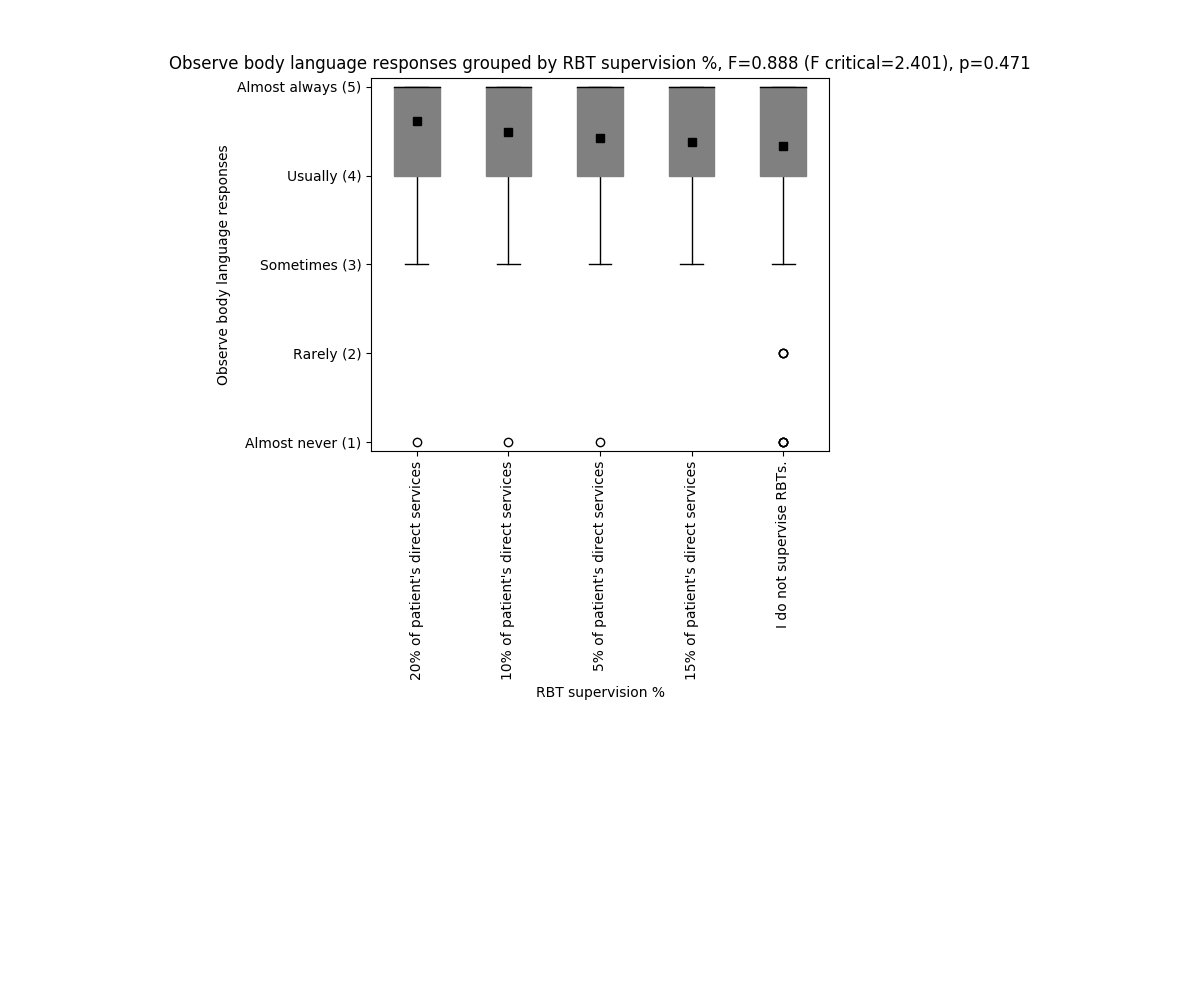 Observe body language responses grouped by RBT supervision %, F=0.888 (F critical=2.401), p=0.471
Observe body language responses
Almost always (5)
Usually (4)
Sometimes (3)
Rarely (2)
Almost never (1)
20% of patient's direct services
10% of patient's direct services
5% of patient's direct services
15% of patient's direct services
I do not supervise RBTs.
RBT supervision %